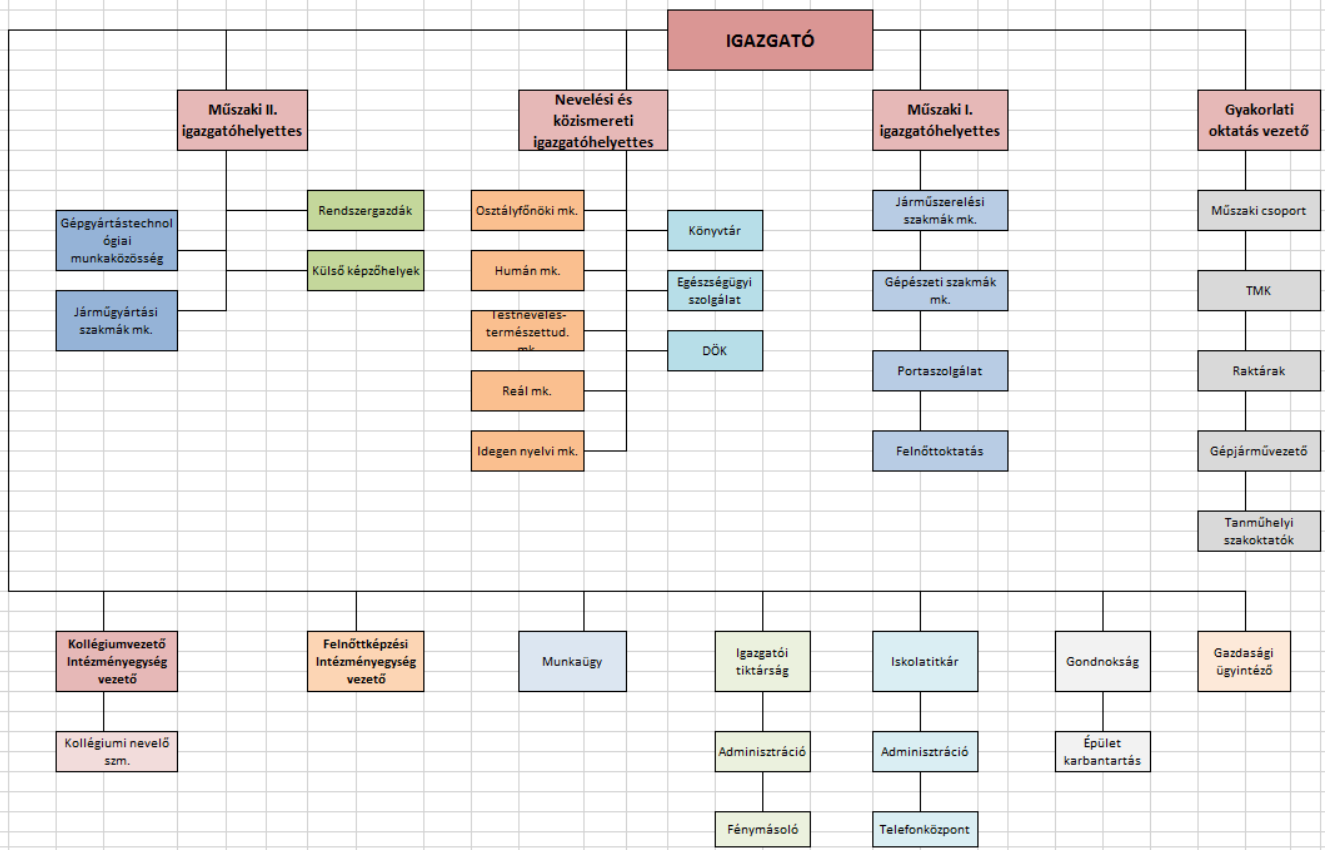 IGAZGATÓ
Műszaki II.
igazgatóhelyettes
Nevelési és
közismereti
igazgatóhelyettes
Műszaki I.
igazgatóhelyettes
Gyakorlati
oktatás vezető
Gépgyártástechnol
ógiai
munkaközösség
Járműgyártási
szakmák mk.
Rendszergazdák
Külső képzőhelyek
Osztályfőnöki mk.
Humán mk.
Testnevelés-
természettud.
mk.
Reál mk.
Idegen nyelvi mk.
Könyvtár
Egészségügyi
szolgálat
DÖK
Járműszerelési
szakmák mk.
Gépészeti szakmák
mk.
Portaszolgálat
Felnőttoktatás
Műszaki csoport
TMK
Raktárak
Gépjárművezető
Tanműhelyi
szakoktatók
Kollégiumvezető
Intézményegység
vezető
Kollégiumi nevelő
szm.
Felnőttképzési
Intézményegység
vezető
Munkaügy
Igazgatói
tiktárság
Adminisztráció
Fénymásoló
Iskolatitkár
Adminisztráció
Telefonközpont
Gondnokság
Épület
karbantartás
Gazdasági
ügyintéző